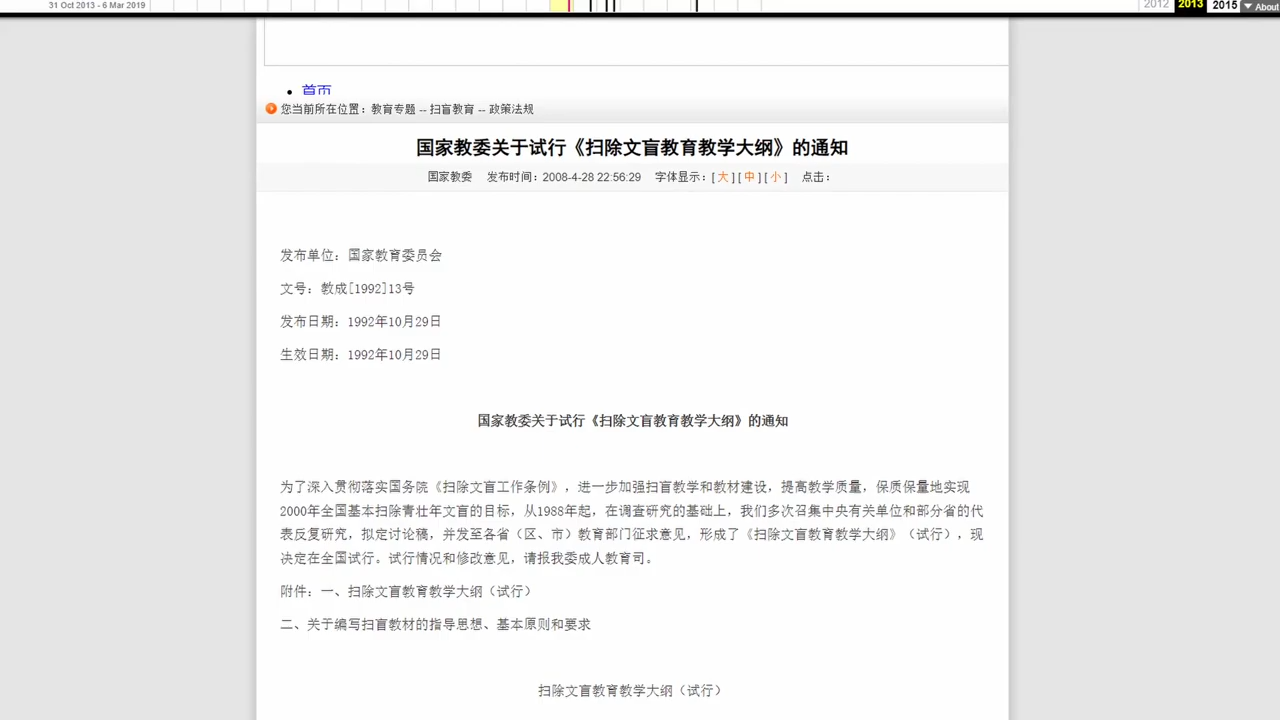 31 Oct 2013 - 6 Mar 2019
2012 2013 2015 About
首页
您当前所在位置：教育专题 -- 扫盲教育 -- 政策法规
国家教委关于试行《扫除文盲教育教学大纲》的通知
国家教委 发布时间：2008-4-28 22:56:29 字体显示：[ 大 ] [ 中 ] [ 小 ] 点击：
发布单位：国家教育委员会
文号：教成[1992]13号
发布日期：1992年10月29日
生效日期：1992年10月29日
国家教委关于试行《扫除文盲教育教学大纲》的通知
为了深入贯彻落实国务院《扫除文盲工作条例》，进一步加强扫盲教学和教材建设，提高教学质量，保质保量地实现
2000年全国基本扫除青壮年文盲的目标，从1988年起，在调查研究的基础上，我们多次召集中央有关单位和部分省的代
表反复研究，拟定讨论稿，并发至各省（区、市）教育部门征求意见，形成了《扫除文盲教育教学大纲》（试行），现
决定在全国试行。试行情况和修改意见，请报我委成人教育司。
附件：一、扫除文盲教育教学大纲（试行）
二、关于编写扫盲教材的指导思想、基本原则和要求
扫除文盲教育教学大纲（试行）